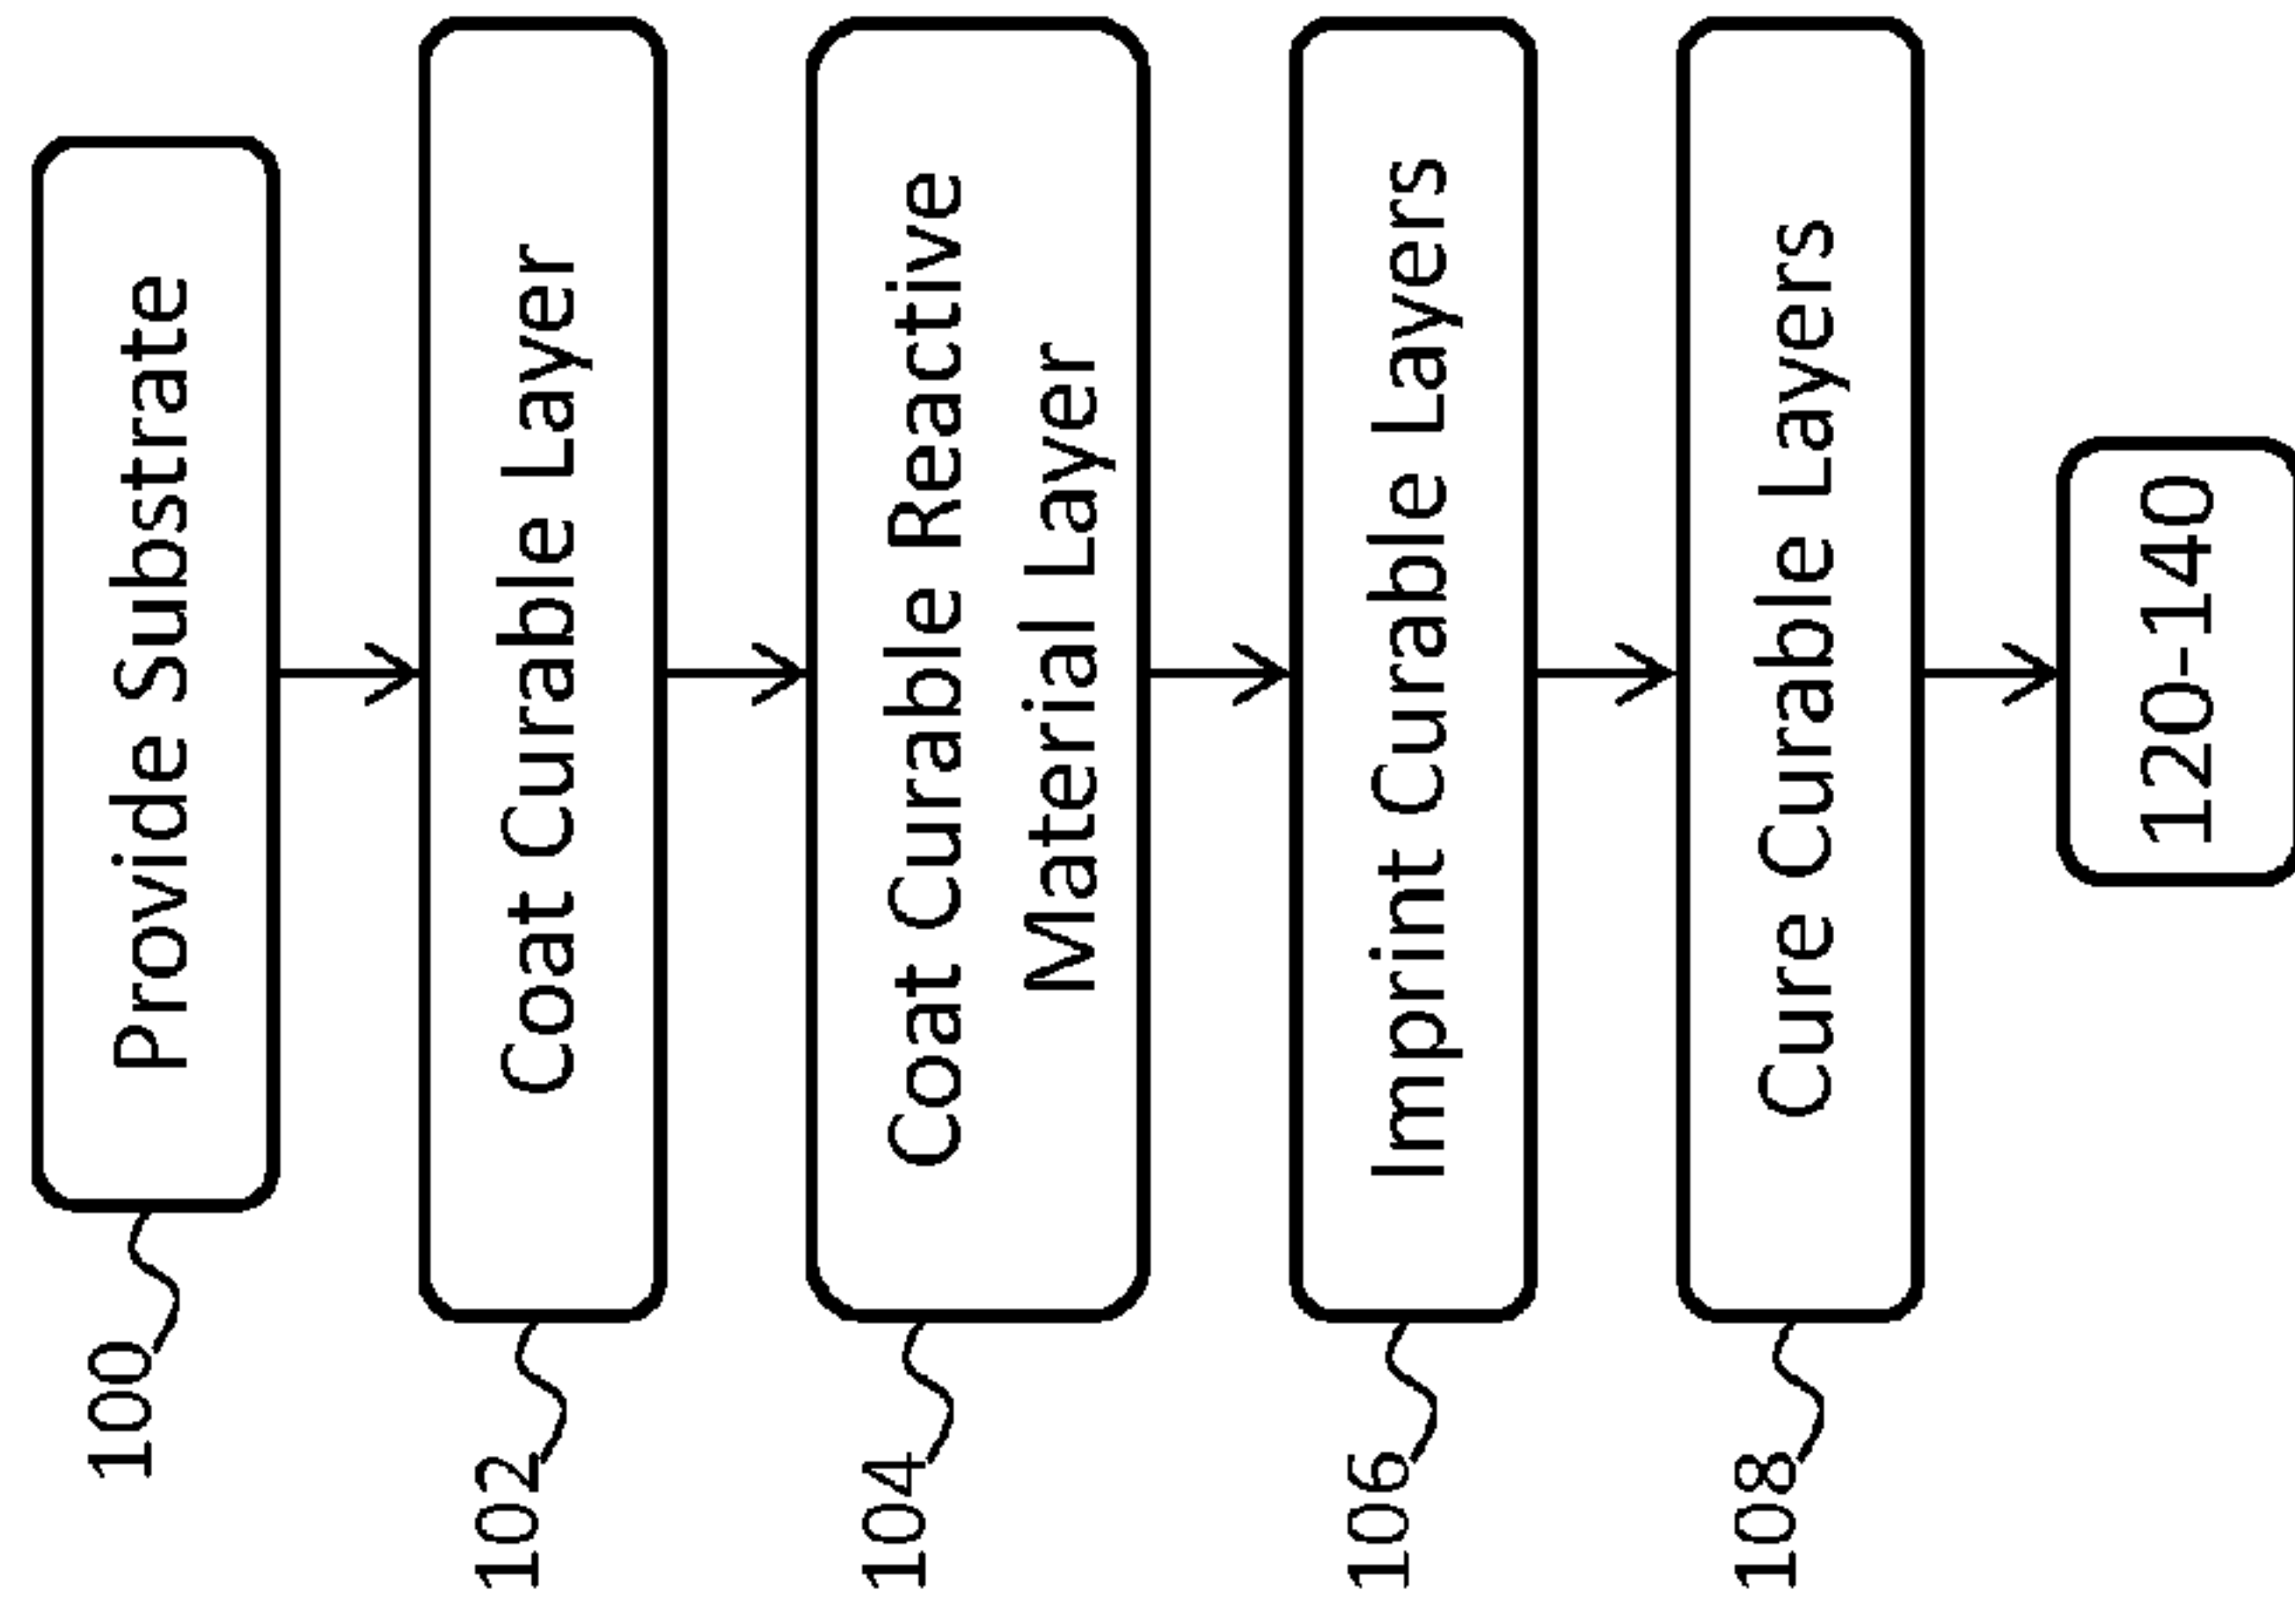 100
Provide Substrate
102
Coat Curable Layer
104
Coat Curable Reactive
Material Layer
106
Imprint Curable Layers
108
Cure Curable Layers
120-140